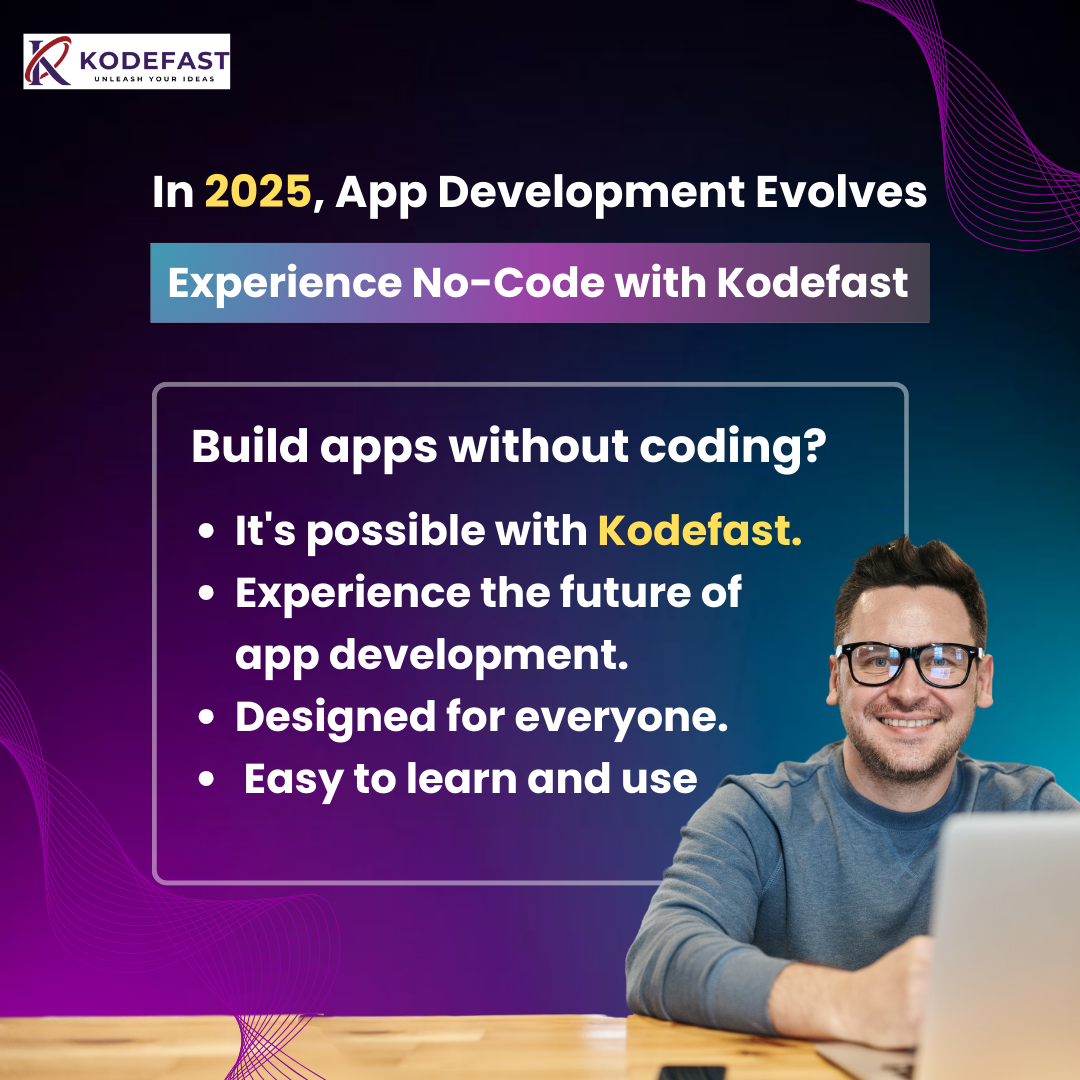 KODEFAST
UNLEASH YOUR IDEAS
In 2025, App Development Evolves
Experience No-Code with Kodefast
Build apps without coding?
• It's possible with Kodefast.
• Experience the future of
app development.
• Designed for everyone.
• Easy to learn and use